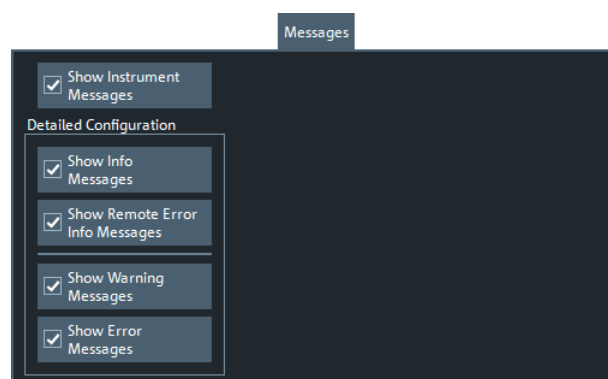 Messages
Show Instrument
Messages
Detailed Configuration
Show Info
Messages
Show Remote Error
Info Messages
Show Warning
Messages
Show Error
Messages